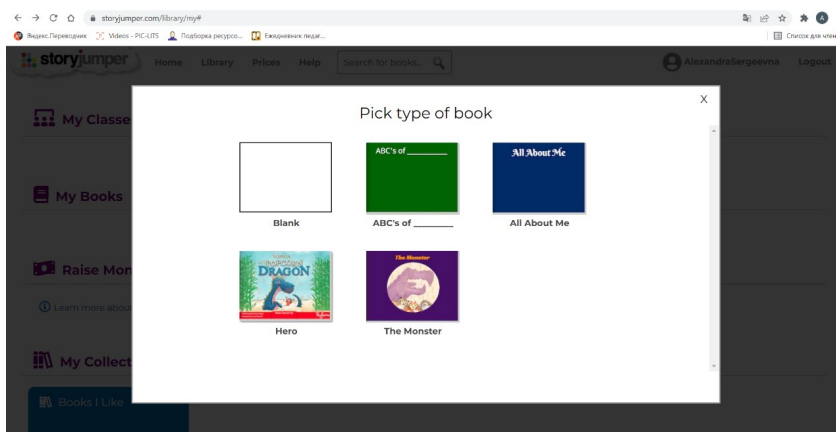 storyjumper.com/library/my#
A
Яндекс.Переводчик Videos - PIC-LITS Подборка ресурсо... Ежедневник педаг...
Список для чтен
storyjumper Home Library Prices Help Search for books... AlexandraSergeevna Logout
Pick type of book X
My Classe
ABC's of ________ All About Me
My Books
Blank ABC's of ________ All About Me
The Monster
DRAGON
Raise Mon
Learn more about
Hero The Monster
My Collect
Books I Like